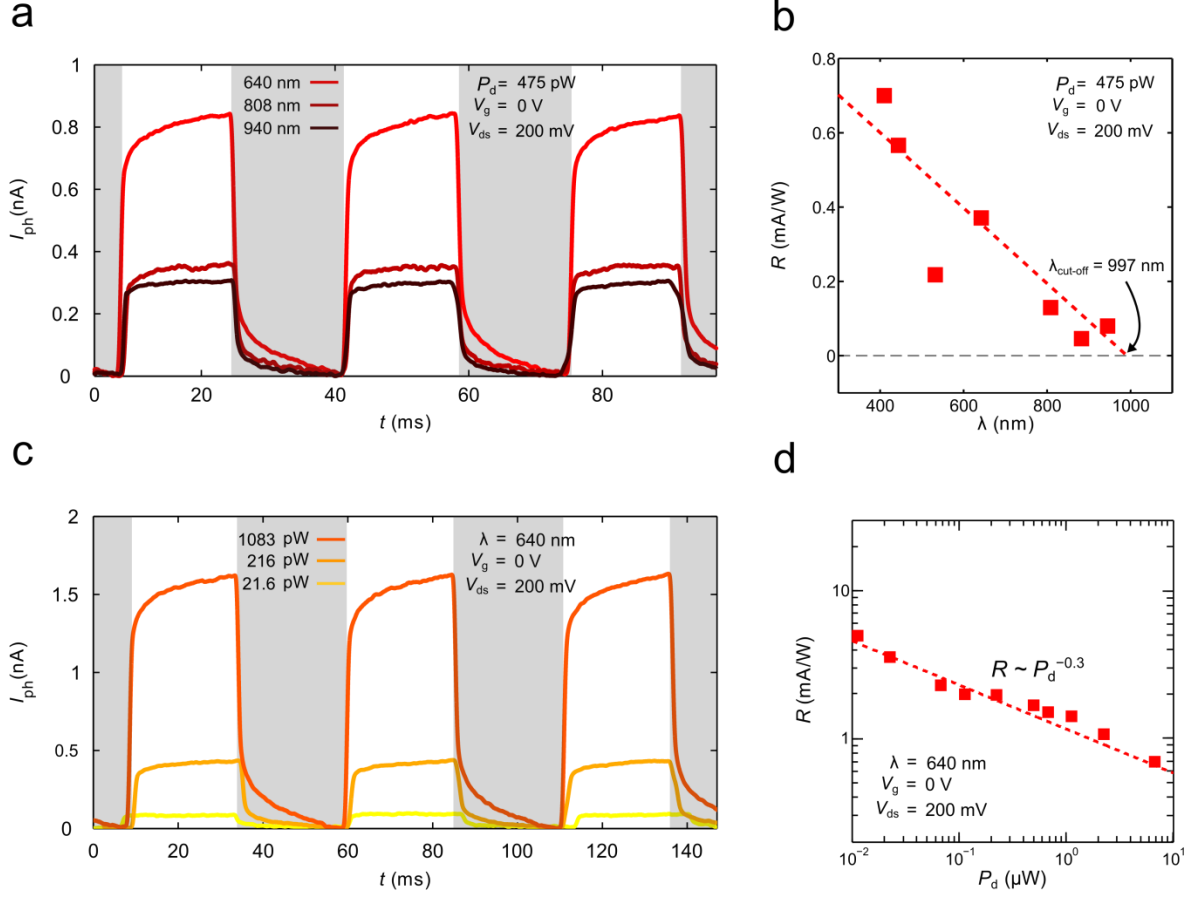 a
1
0.8
0.6
0.4
0.2
0
0 20 40 60 80
I_ph(nA)
t (ms)
640 nm
808 nm
940 nm
P_d = 475 pW
V_g = 0 V
V_ds = 200 mV
b
0.8
0.6
0.4
0.2
0
400 600 800 1000
R (mA/W)
λ (nm)
P_d = 475 pW
V_g = 0 V
V_ds = 200 mV
λ_cut-off = 997 nm
c
2
1.5
1
0.5
0
0 20 40 60 80 100 120 140
I_ph(nA)
t (ms)
1083 pW
216 pW
21.6 pW
λ = 640 nm
V_g = 0 V
V_ds = 200 mV
d
10
1
10⁻² 10⁻¹ 10⁰ 10¹
R (mA/W)
P_d (µW)
R ~ P_d⁻⁰·³
λ = 640 nm
V_g = 0 V
V_ds = 200 mV